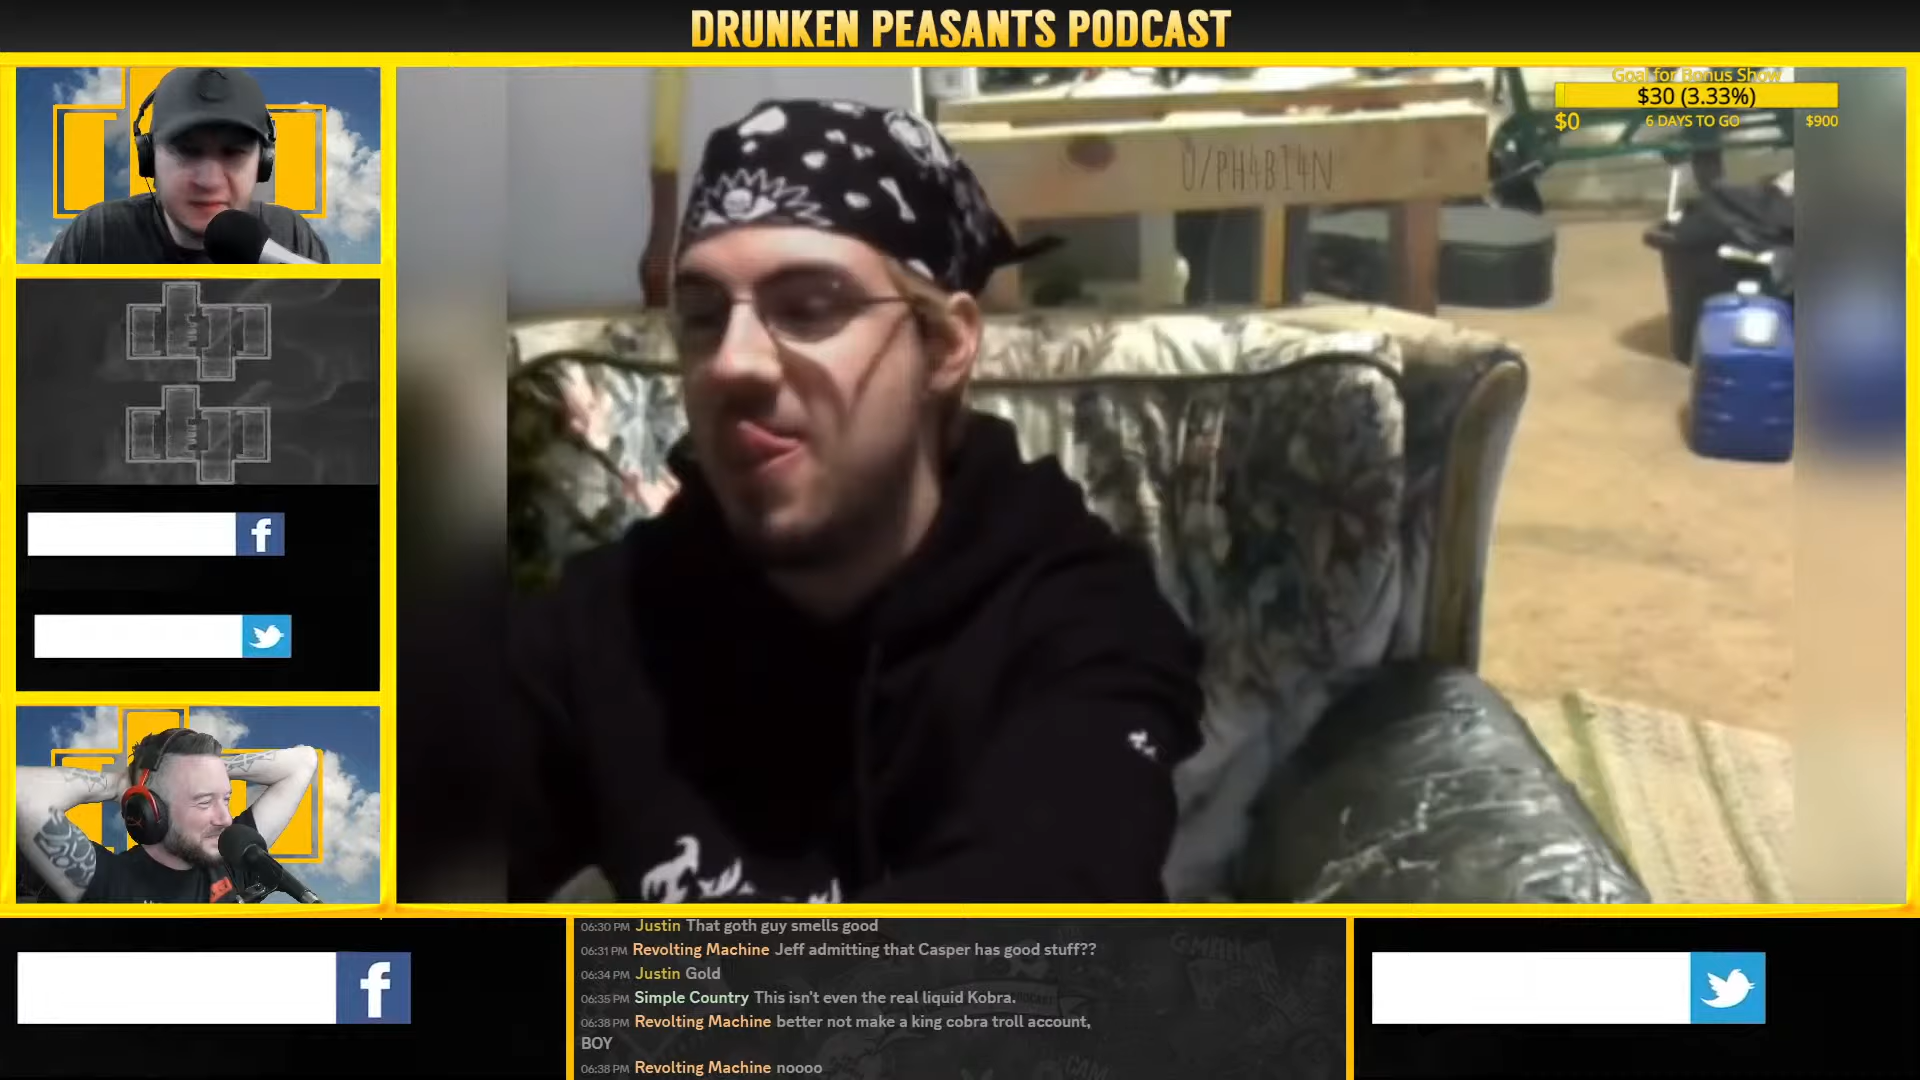 DRUNKEN PEASANTS PODCAST
Goal for Bonus Show
$30 (3.33%)
$0
6 DAYS TO GO
$900
U/PH4B14N
06:30 PM Justin That goth guy smells good
06:31 PM Revolting Machine Jeff admitting that Casper has good stuff??
06:34 PM Justin Gold
06:35 PM Simple Country This isn't even the real liquid Kobra.
06:38 PM Revolting Machine better not make a king cobra troll account,
BOY
06:38 PM Revolting Machine noooo